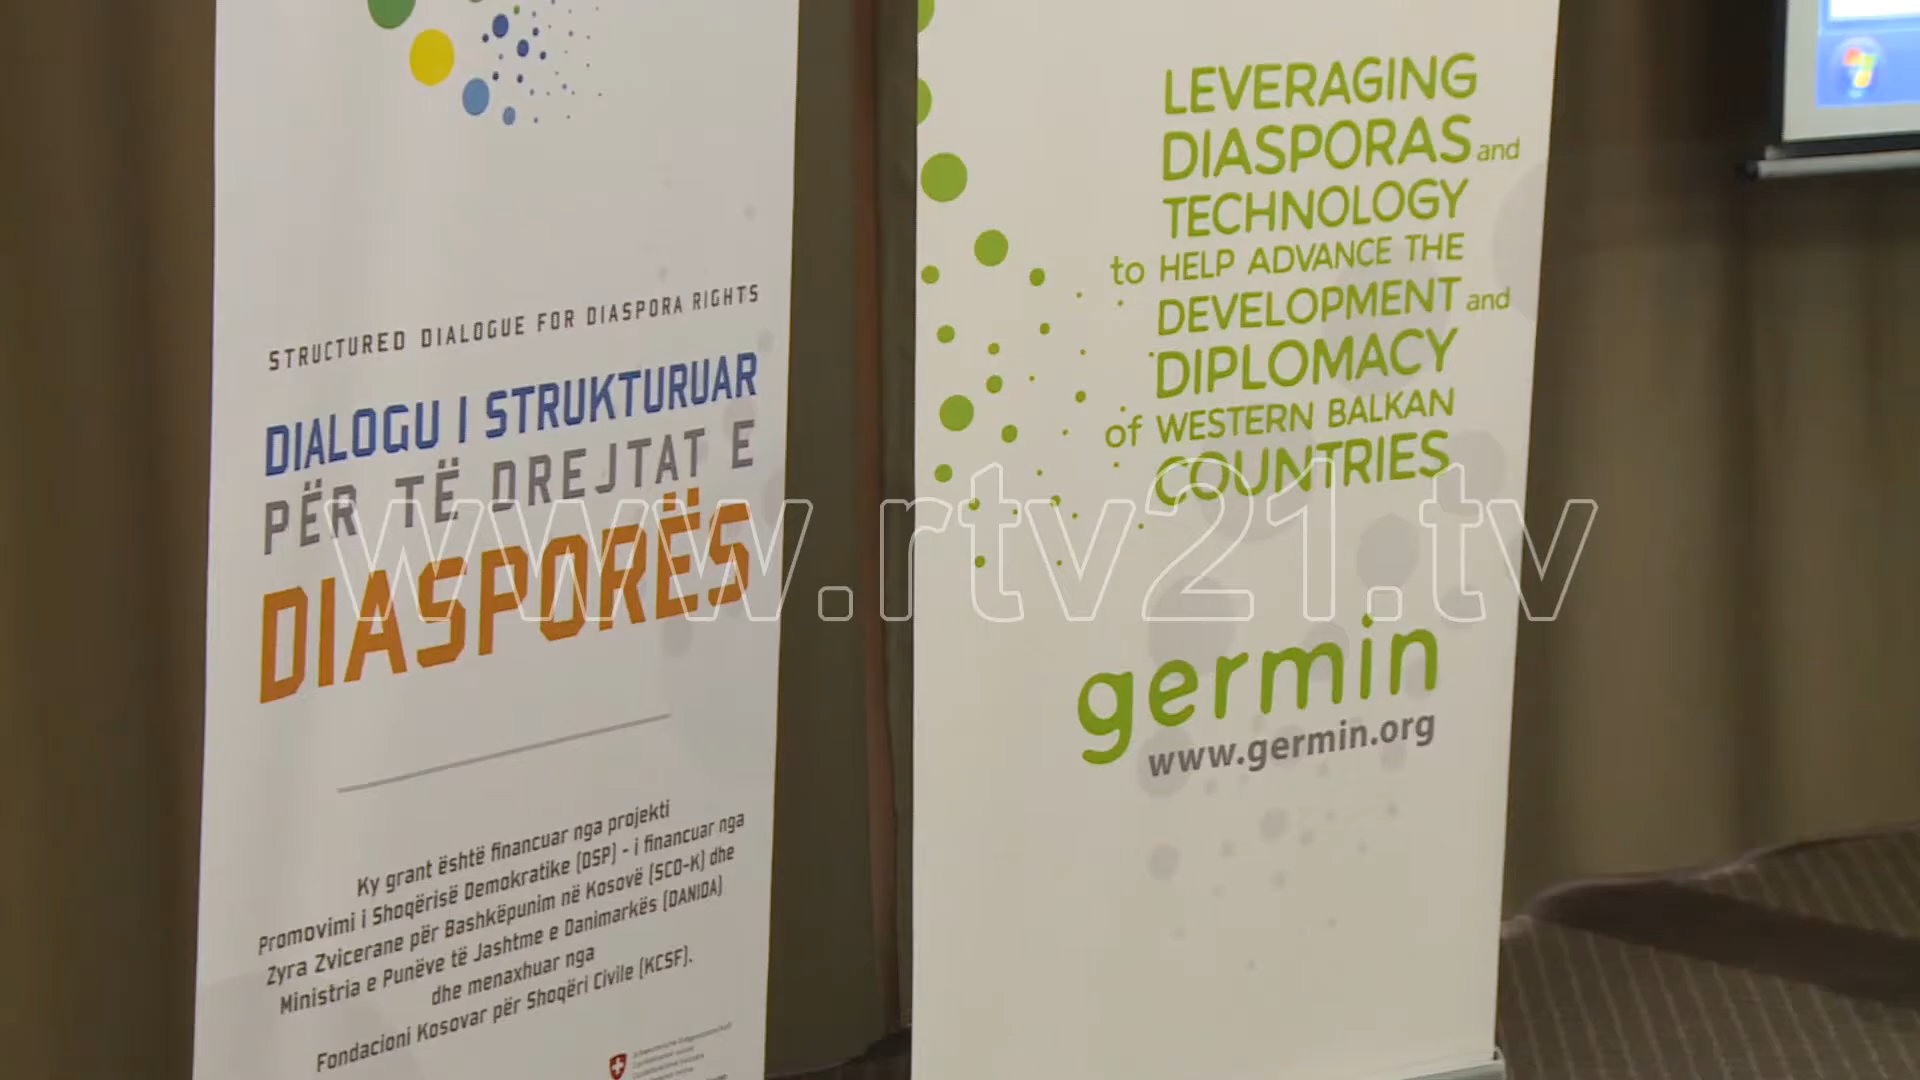 STRUCTURED DIALOGUE FOR DIASPORA RIGHTS
DIALOGU I STRUKTURUAR
PËR TË DREJTAT E
DIASPORËS
Ky grant është financuar nga projekti
Promovimi i Shoqërisë Demokratike (DSP) - i financuar nga
Zyra Zvicerane për Bashkëpunim në Kosovë (SCO-K) dhe
Ministria e Punëve të Jashtme e Danimarkës (DANIDA)
dhe menaxhuar nga
Fondacioni Kosovar për Shoqëri Civile (KCSF).
LEVERAGING
DIASPORAS and
TECHNOLOGY
to HELP ADVANCE THE
DEVELOPMENT and
DIPLOMACY
of WESTERN BALKAN
COUNTRIES
germin
www.germin.org
www.rtv21.tv